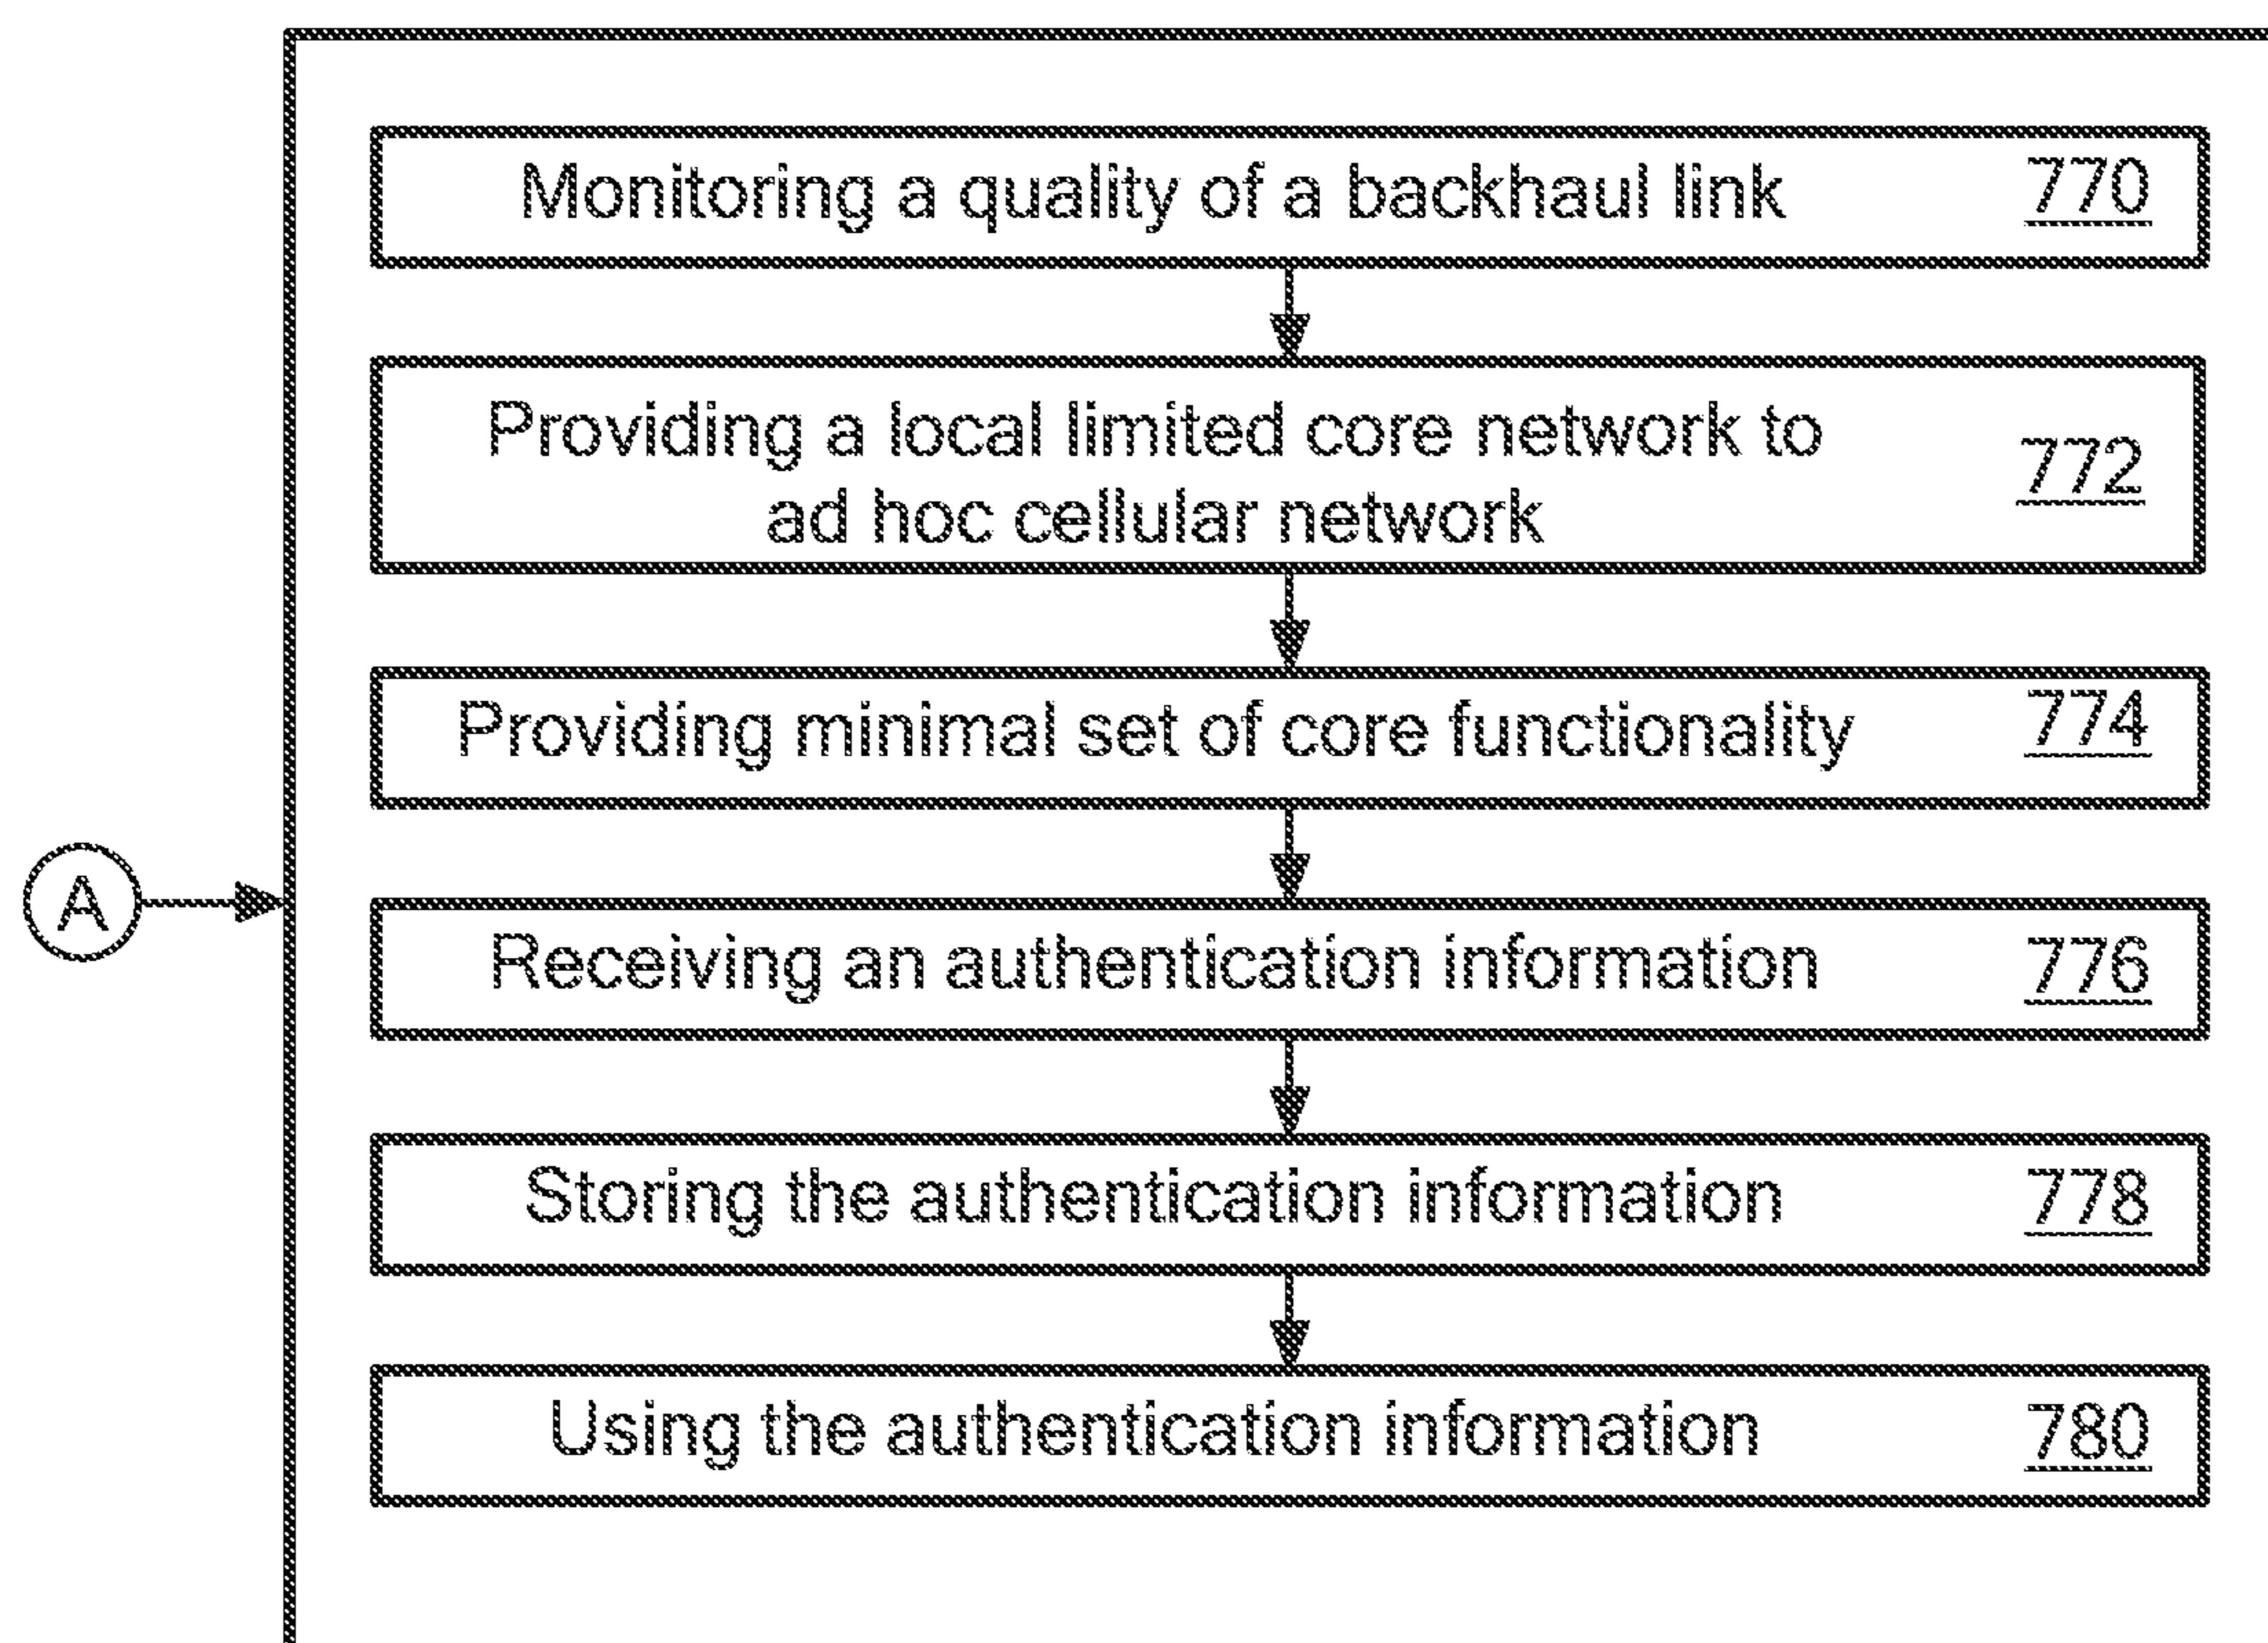 Monitoring a quality of a backhaul link 770
Providing a local limited core network to
ad hoc cellular network 772
Providing minimal set of core functionality 774
A
Receiving an authentication information 776
Storing the authentication information 778
Using the authentication information 780